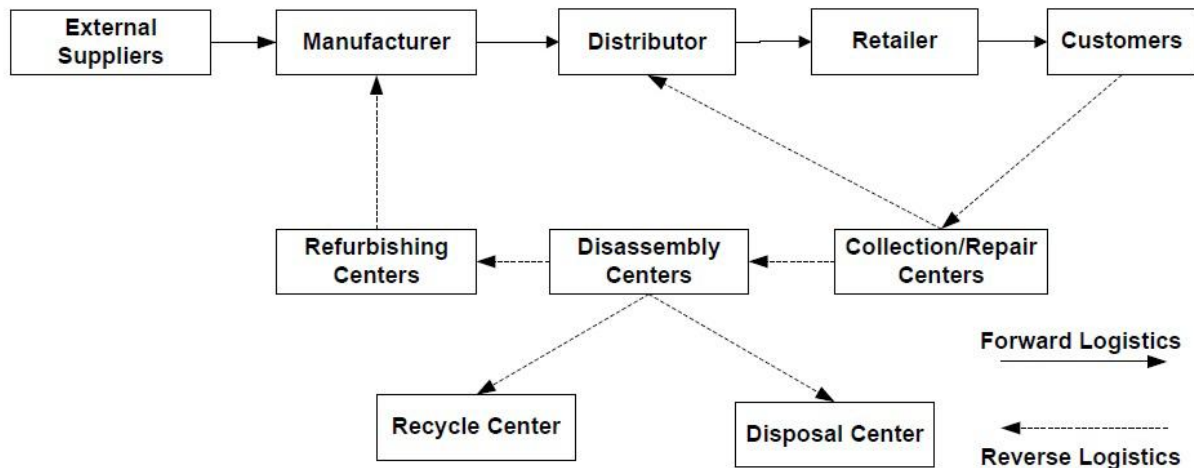 External
Suppliers
Manufacturer
Distributor
Retailer
Customers
Refurbishing
Centers
Disassembly
Centers
Collection/Repair
Centers
Recycle Center
Disposal Center
Forward Logistics
Reverse Logistics